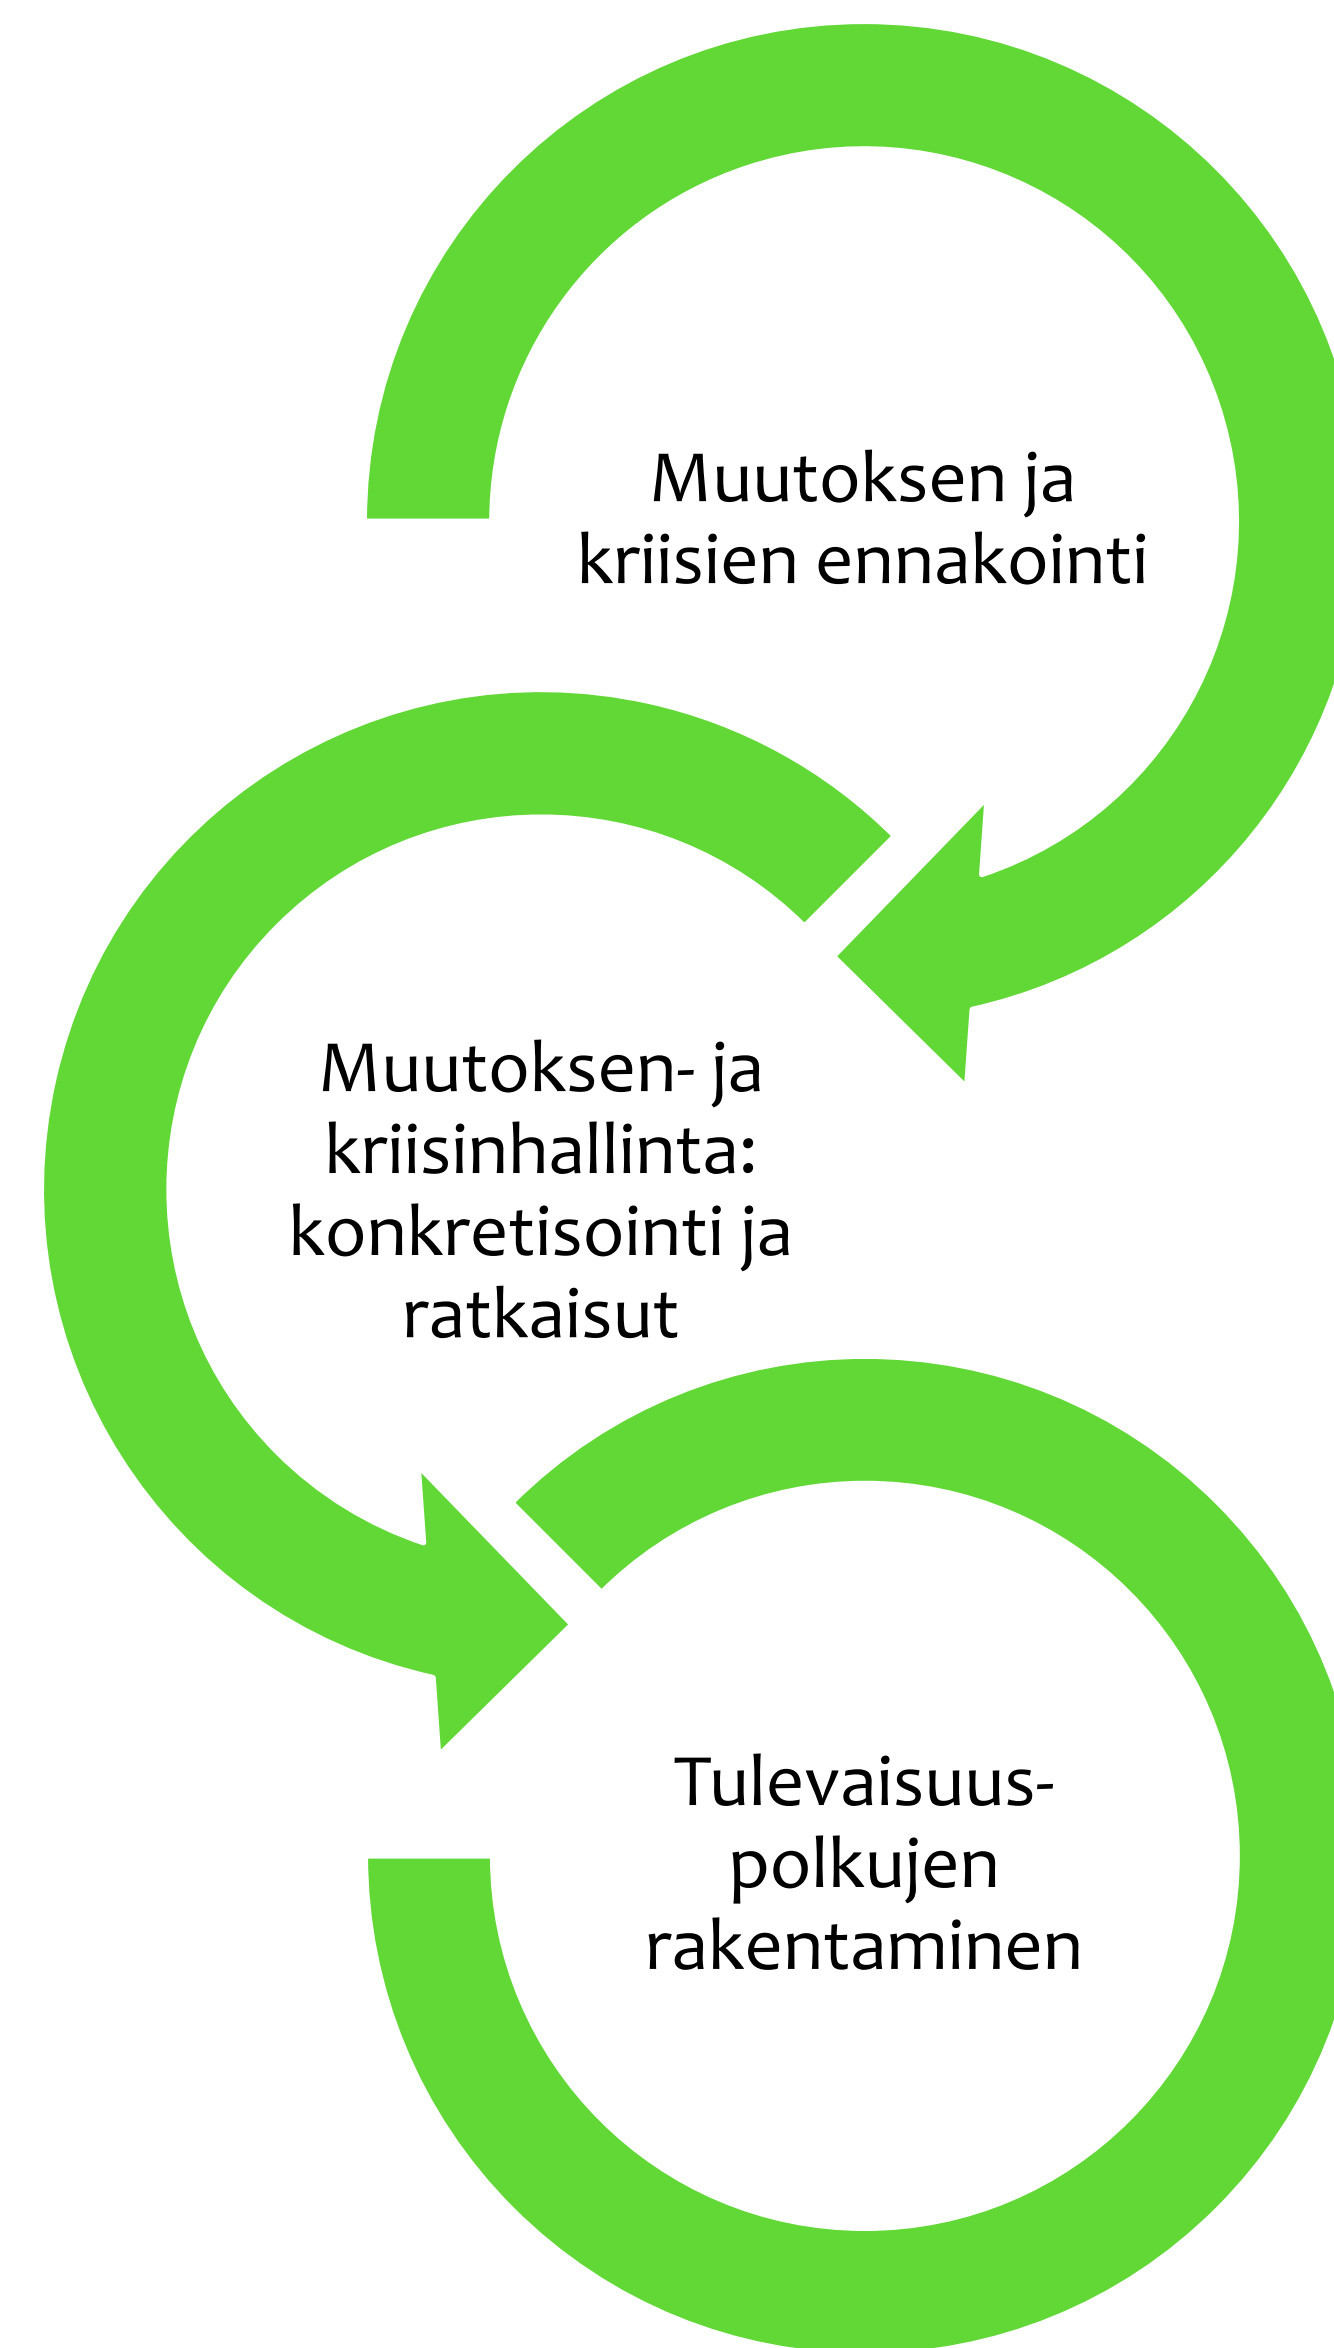 Muutoksen ja
kriisien ennakointi
Muutoksen- ja
kriisinhallinta:
konkretisointi ja
ratkaisut
Tulevaisuus-
polkujen
rakentaminen